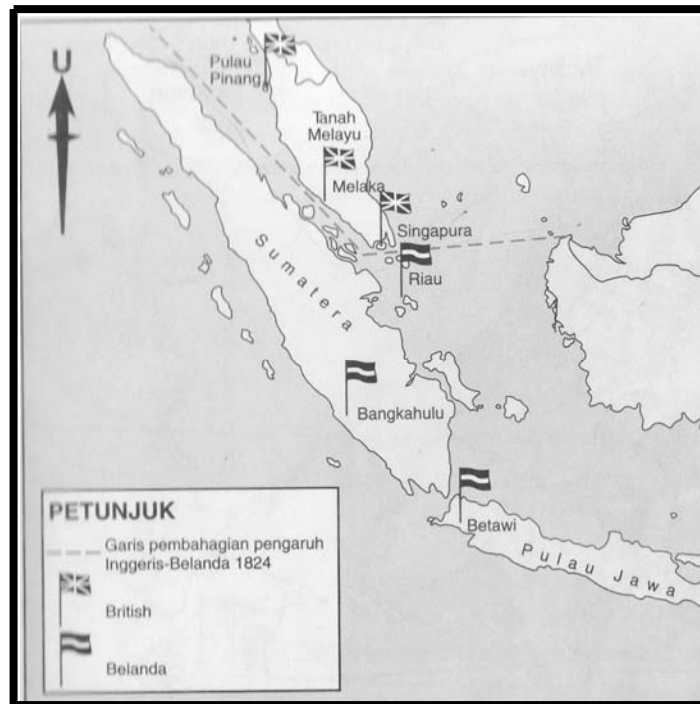 U
Pulau
Pinang
Tanah
Melayu
Melaka
Singapura
Riau
Sumatera
Bangkahulu
Betawi
Pulau Jawa
PETUNJUK
Garis pembahagian pengaruh
Inggeris-Belanda 1824
British
Belanda